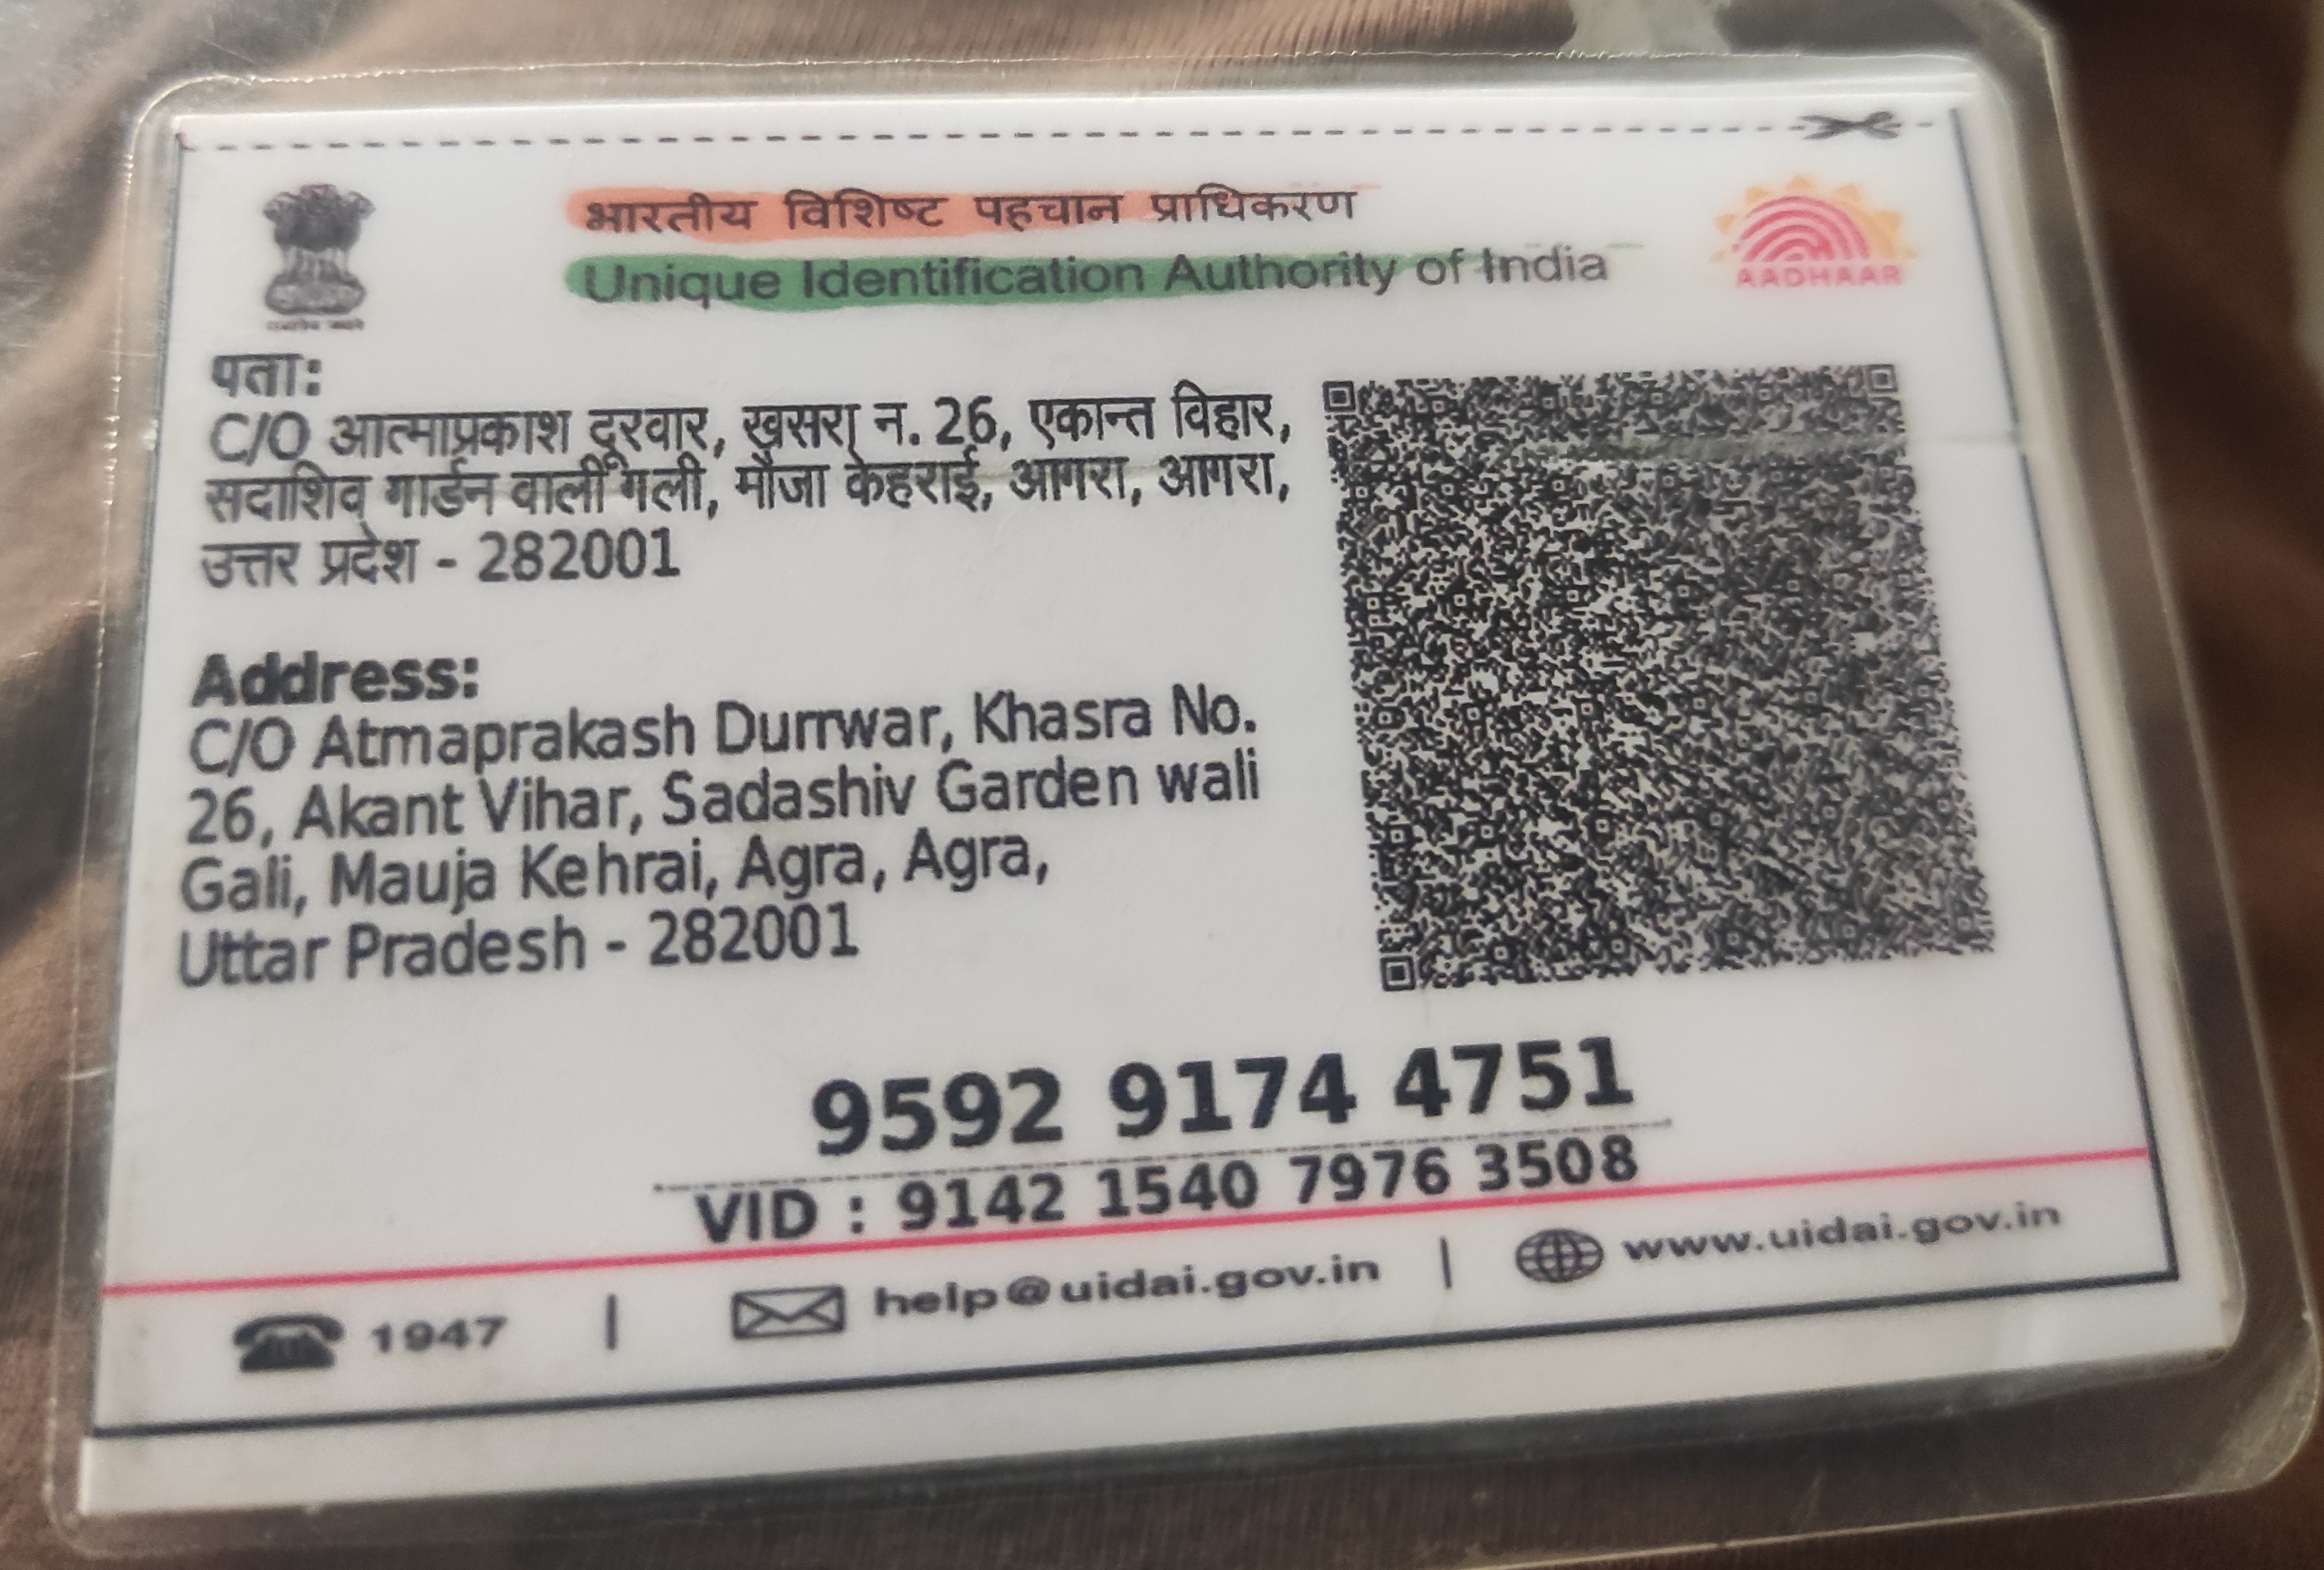 भारतीय विशिष्ट पहचान प्राधिकरण
Unique Identification Authority of India
AADHAAR
पता:
C/O आत्माप्रकाश दूरवार, खसरा न. 26, एकान्त विहार,
सदाशिव गार्डन वाली गली, मौजा केहराई, आगरा, आगरा,
उत्तर प्रदेश - 282001
Address:
C/O Atmaprakash Durrwar, Khasra No.
26, Akant Vihar, Sadashiv Garden wali
Gali, Mauja Kehrai, Agra, Agra,
Uttar Pradesh - 282001
9592 9174 4751
VID : 9142 1540 7976 3508
1947 | help@uidai.gov.in | www.uidai.gov.in